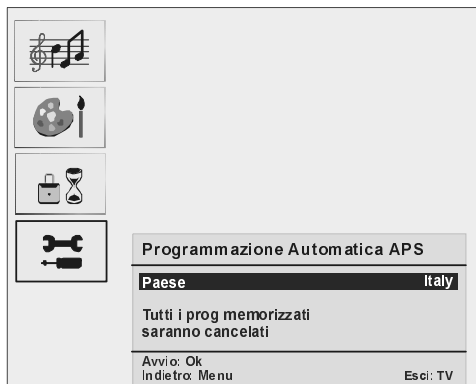 Programmazione Automatica APS
Paese Italy
Tutti i prog memorizzati
saranno cancelati
Avvio: Ok
Indietro: Menu Esci: TV